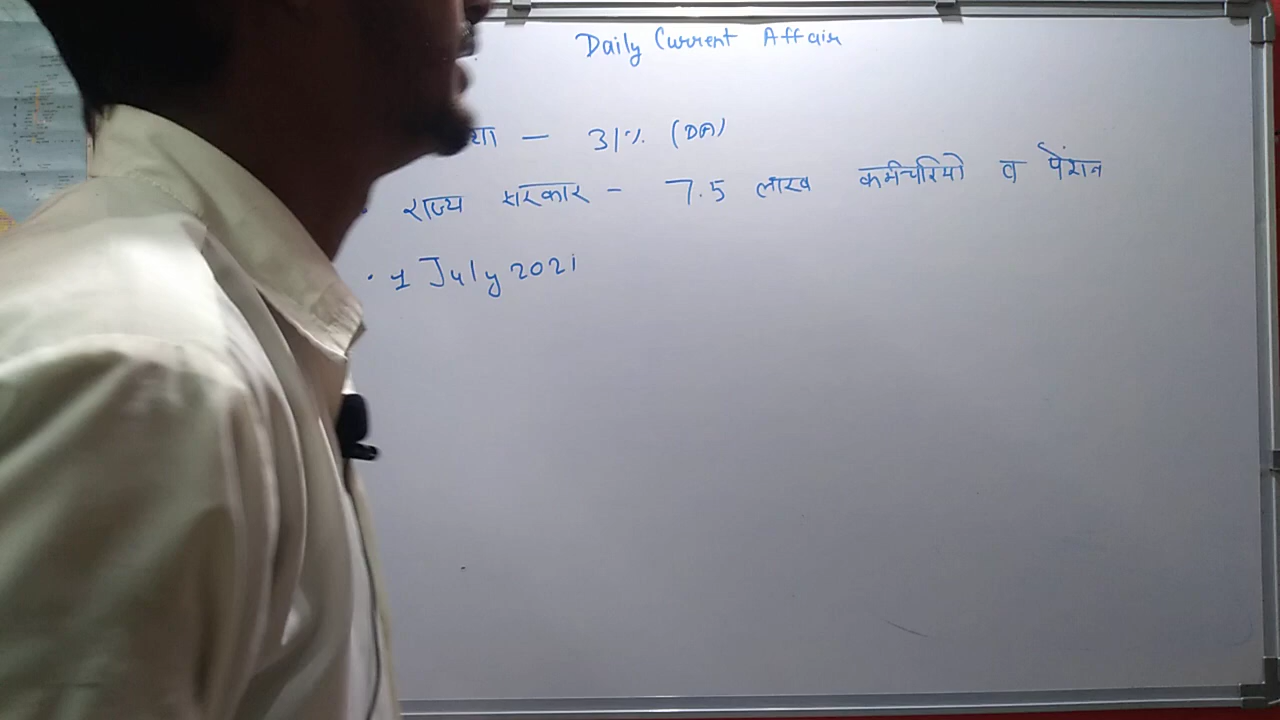 Daily Current Affair
— 31% (DA)
• राज्य सरकार - 7.5 लाख कर्मचारियो व पेंशन
• 1 July 2021